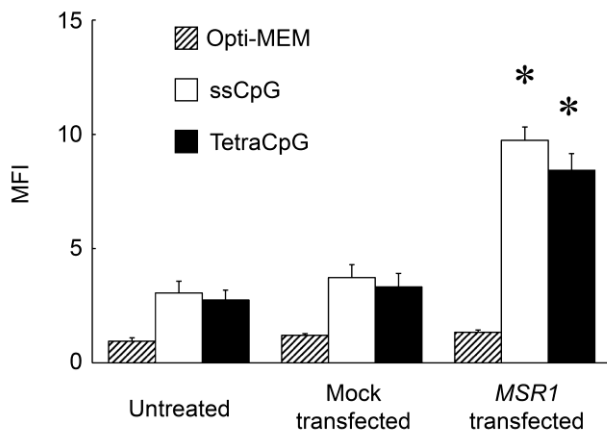 15
10
5
0
MFI
Opti-MEM
ssCpG
TetraCpG
*
*
Untreated
Mock
transfected
MSR1
transfected